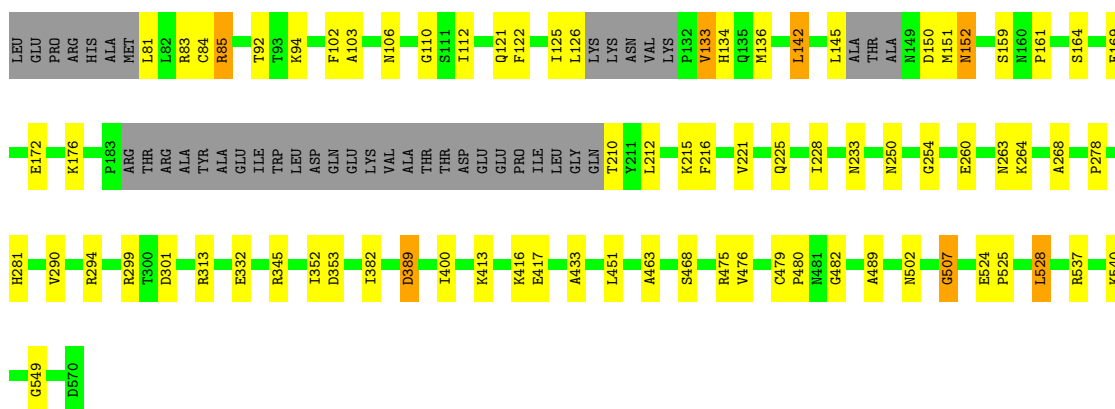 LEU GLU PRO ARG HIS ALA MET L81 L82 R83 C84 R85 T92 T93 K94 F102 A103 N106 G110 S111 I112 Q121 F122 I125 L126 LYS LYS ASN VAL LYS P132 V133 H134 Q135 M136 L142 L145 ALA THR ALA N149 D150 M151 N152 S159 N160 P161 S164
E172 K176 P183 ARG THR ARG ALA TYR ALA GLU ILE TRP LEU ASP GLN GLU LYS VAL ALA THR THR ASP GLU GLU PRO ILE LEU GLY GLN T210 Y211 L212 K215 F216 V221 Q225 I228 N233 N250 G254 E260 N263 K264 A268 P278
H281 V290 R294 R299 T300 D301 R313 E332 R345 I352 D353 I382 D389 I400 K413 K416 E417 A433 L451 A463 S468 R475 V476 C479 P480 N481 G482 A489 N502 G507 E524 P525 L528 R537 K540
G549 D570